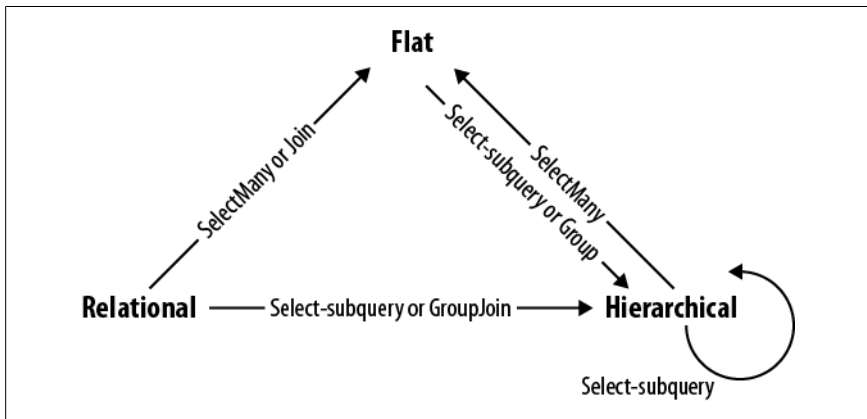 Flat
SelectMany or Join
Select-subquery or Group
SelectMany
Relational
Select-subquery or GroupJoin
Hierarchical
Select-subquery